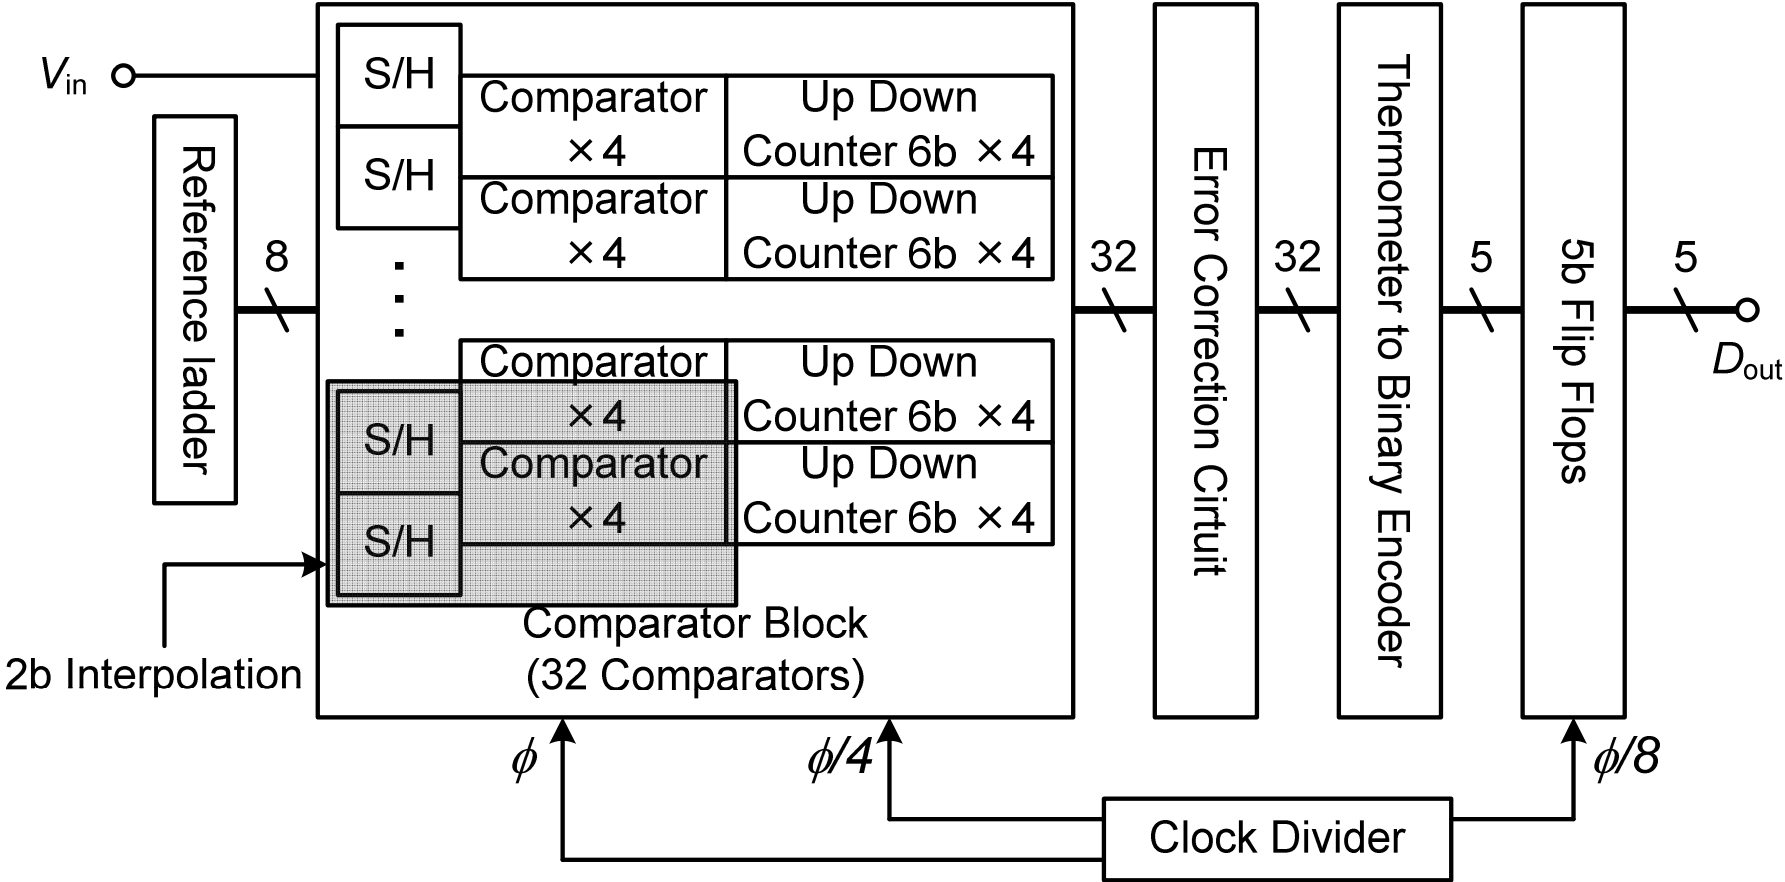 Vin
Reference ladder
8
S/H
S/H
Comparator
×4
Up Down
Counter 6b ×4
Comparator
×4
Up Down
Counter 6b ×4
Comparator
×4
Up Down
Counter 6b ×4
S/H
Comparator
×4
Up Down
Counter 6b ×4
S/H
2b Interpolation
Comparator Block
(32 Comparators)
32
Error Correction Cirtuit
32
Thermometer to Binary Encoder
5
5b Flip Flops
5
Dout
ϕ
ϕ/4
ϕ/8
Clock Divider